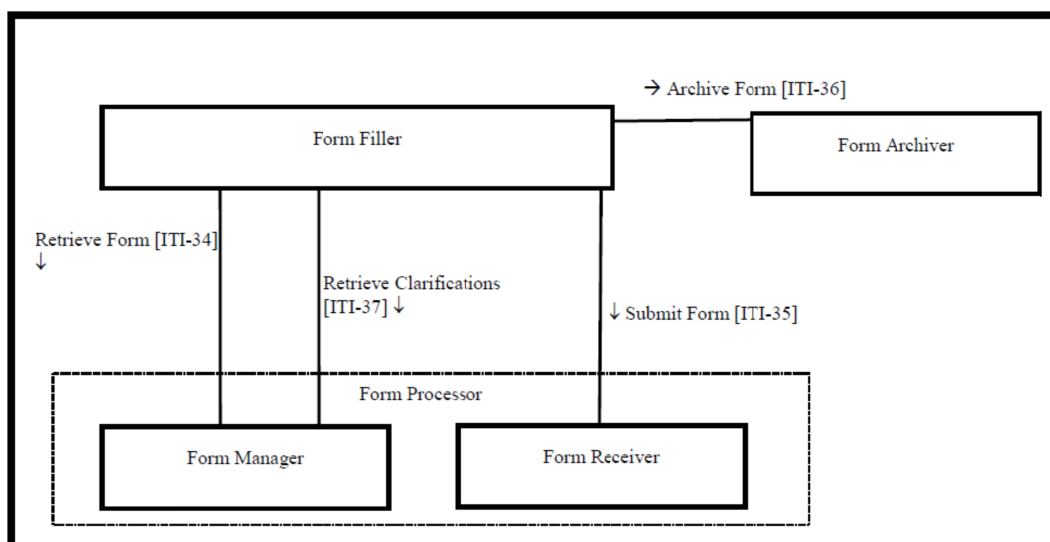 → Archive Form [ITI-36]
Form Filler
Form Archiver
Retrieve Form [ITI-34]
↓
Retrieve Clarifications
[ITI-37] ↓
↓ Submit Form [ITI-35]
Form Processor
Form Manager
Form Receiver